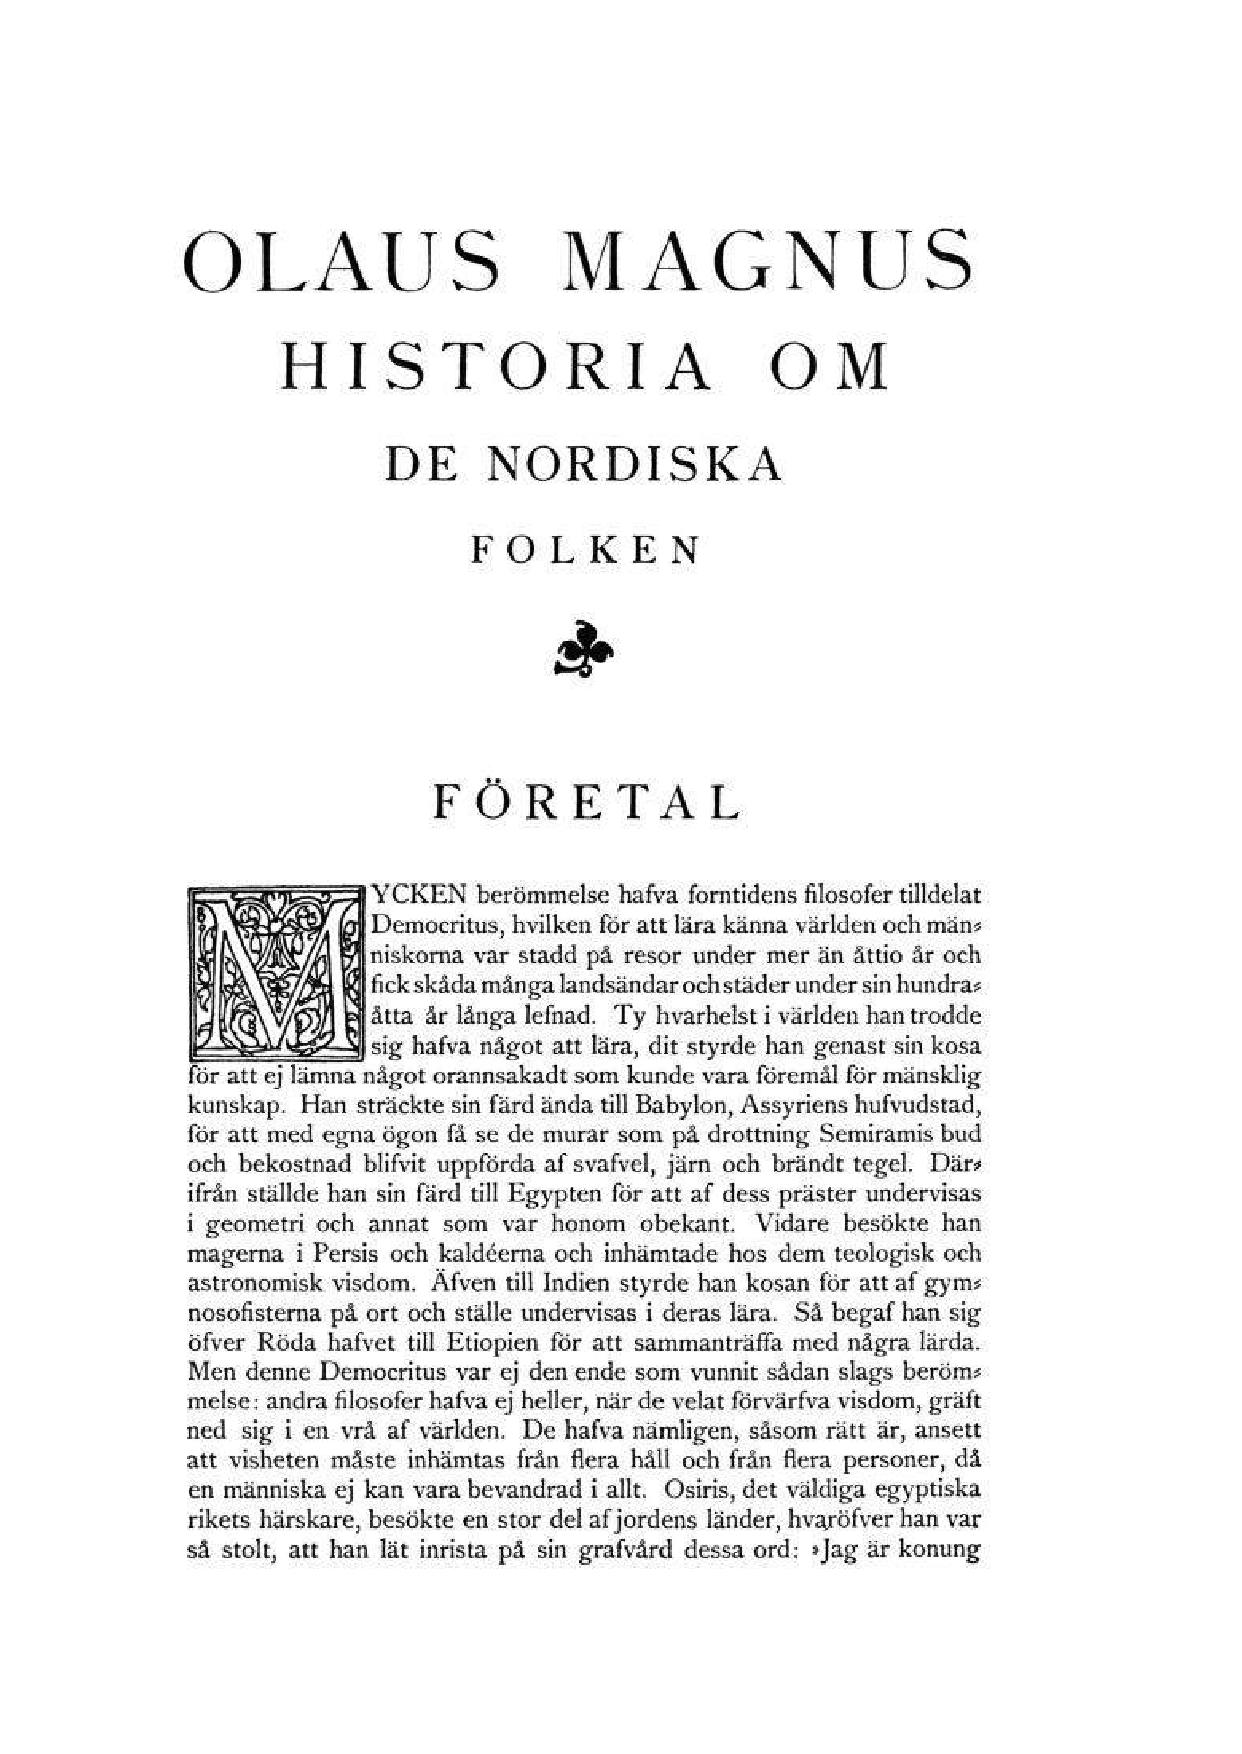 OLAUS MAGNUS
HISTORIA OM
DE NORDISKA
FOLKEN
FÖRETAL
MYCKEN berömmelse hafva forntidens filosofer tilldelat
Democritus, hvilken för att lära känna världen och män-
niskorna var stadd på resor under mer än åttio år och
fick skåda många landsändar och städer under sin hundra-
åtta år långa lefnad. Ty hvarhelst i världen han trodde
sig hafva något att lära, dit styrde han genast sin kosa
för att ej lämna något orannsakadt som kunde vara föremål för mänsklig
kunskap. Han sträckte sin färd ända till Babylon, Assyriens hufvudstad,
för att med egna ögon få se de murar som på drottning Semiramis bud
och bekostnad blifvit uppförda af svafvel, järn och brändt tegel. Där-
ifrån ställde han sin färd till Egypten för att af dess präster undervisas
i geometri och annat som var honom obekant. Vidare besökte han
magerna i Persis och kaldéerna och inhämtade hos dem teologisk och
astronomisk visdom. Äfven till Indien styrde han kosan för att af gym-
nosofisterna på ort och ställe undervisas i deras lära. Så begaf han sig
öfver Röda hafvet till Etiopien för att sammanträffa med några lärda.
Men denne Democritus var ej den ende som vunnit sådan slags beröm-
melse: andra filosofer hafva ej heller, när de velat förvärfva visdom, gräft
ned sig i en vrå af världen. De hafva nämligen, såsom rätt är, ansett
att visheten måste inhämtas från flera håll och från flera personer, då
en människa ej kan vara bevandrad i allt. Osiris, det väldiga egyptiska
rikets härskare, besökte en stor del af jordens länder, hvaröfver han var
så stolt, att han lät inrista på sin grafvård dessa ord: »Jag är konung